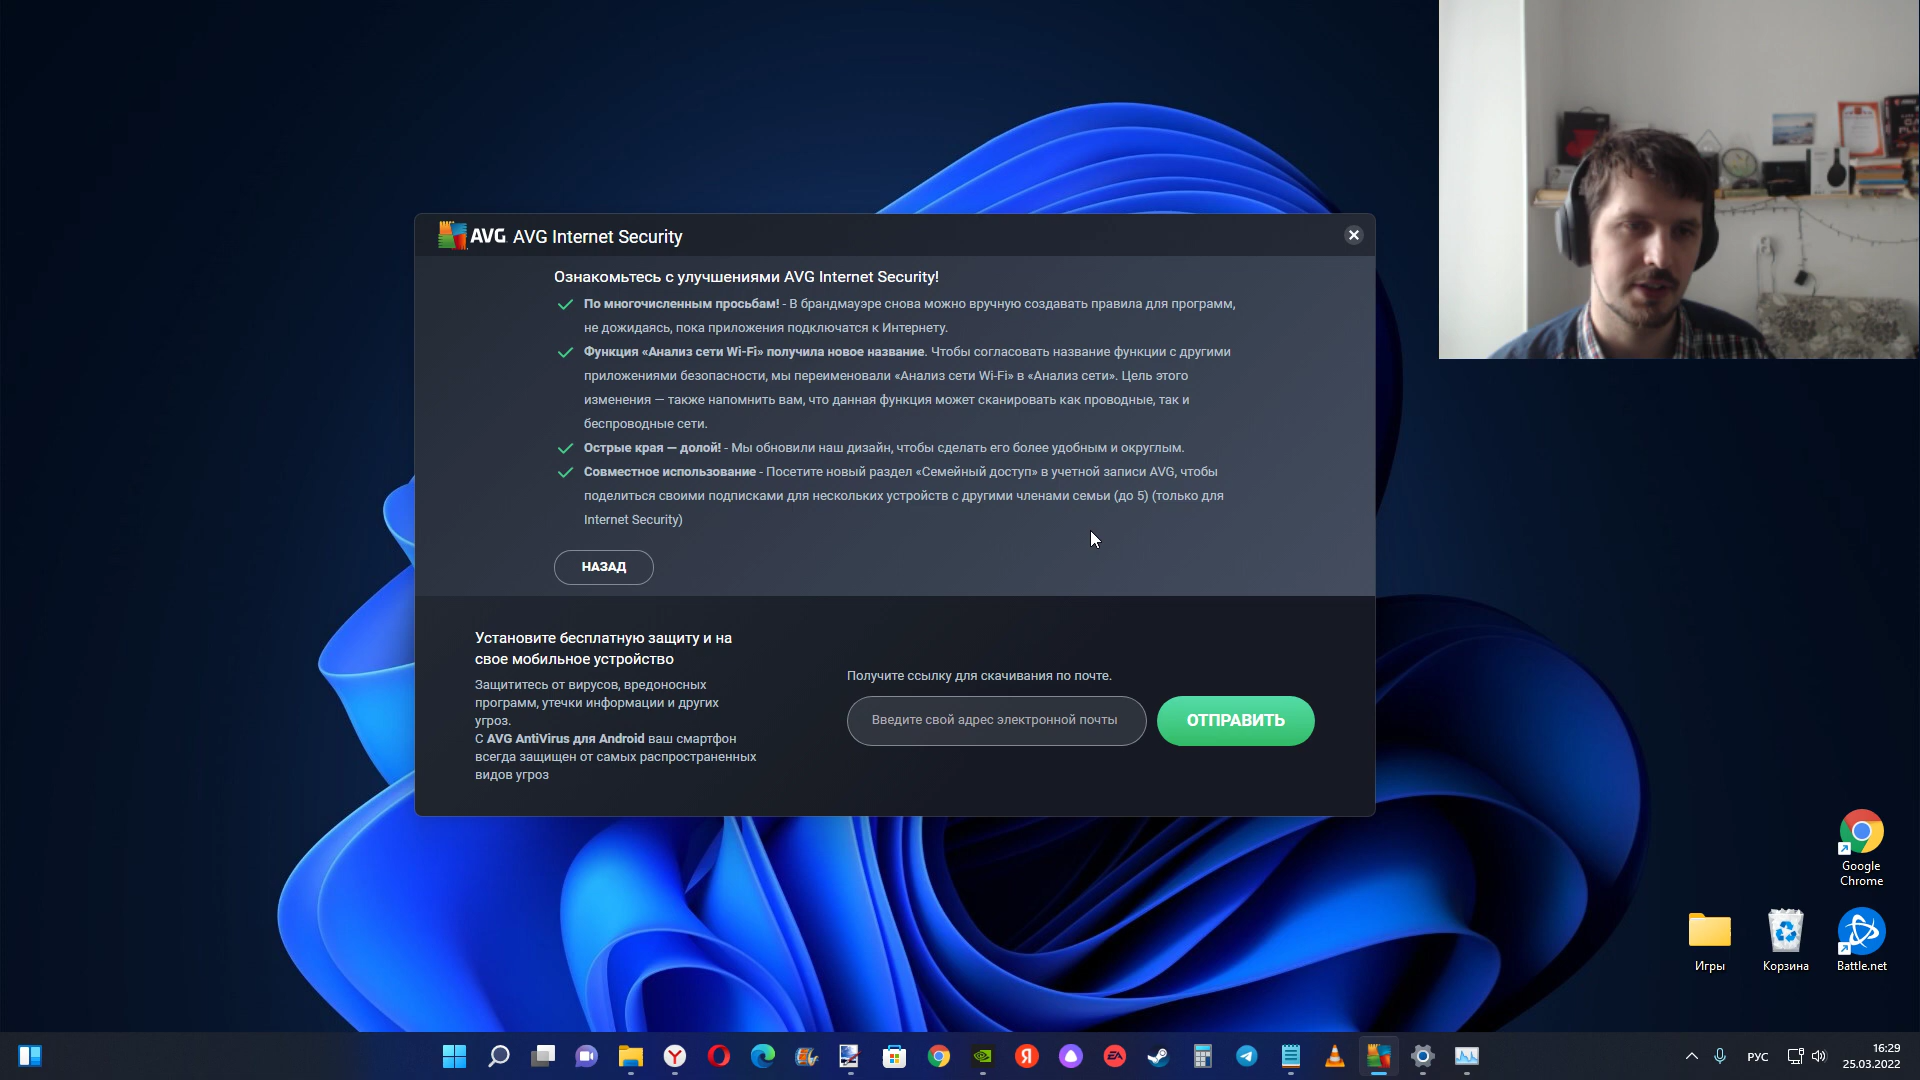 AVG AVG Internet Security
Ознакомьтесь с улучшениями AVG Internet Security!
По многочисленным просьбам! - В брандмауэре снова можно вручную создавать правила для программ,
не дожидаясь, пока приложения подключатся к Интернету.
Функция «Анализ сети Wi-Fi» получила новое название. Чтобы согласовать название функции с другими
приложениями безопасности, мы переименовали «Анализ сети Wi-Fi» в «Анализ сети». Цель этого
изменения — также напомнить вам, что данная функция может сканировать как проводные, так и
беспроводные сети.
Острые края — долой! - Мы обновили наш дизайн, чтобы сделать его более удобным и округлым.
Совместное использование - Посетите новый раздел «Семейный доступ» в учетной записи AVG, чтобы
поделиться своими подписками для нескольких устройств с другими членами семьи (до 5) (только для
Internet Security)
НАЗАД
Установите бесплатную защиту и на
свое мобильное устройство
Защититесь от вирусов, вредоносных
программ, утечки информации и других
угроз.
С AVG AntiVirus для Android ваш смартфон
всегда защищен от самых распространенных
видов угроз
Получите ссылку для скачивания по почте.
Введите свой адрес электронной почты
ОТПРАВИТЬ
Google
Chrome
Игры
Корзина
Battle.net
РУС
16:29
25.03.2022